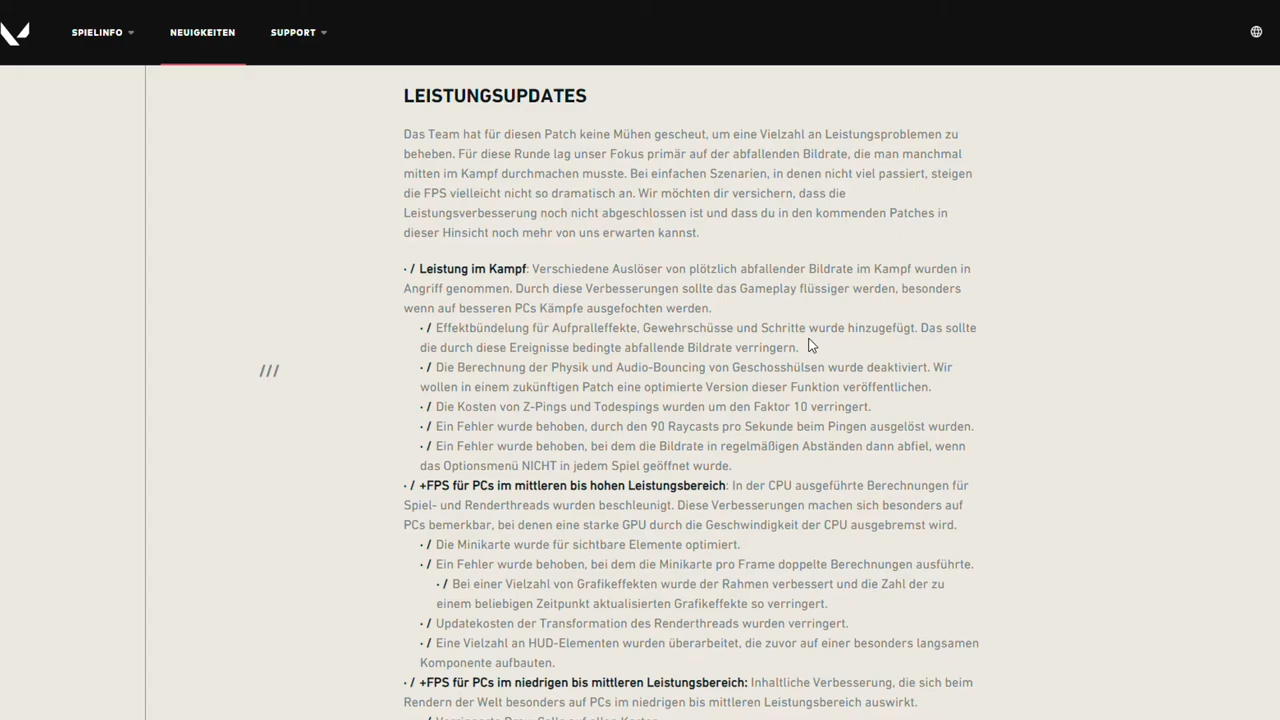 SPIELINFO
NEUIGKEITEN
SUPPORT
LEISTUNGSUPDATES
Das Team hat für diesen Patch keine Mühen gescheut, um eine Vielzahl an Leistungsproblemen zu
beheben. Für diese Runde lag unser Fokus primär auf der abfallenden Bildrate, die man manchmal
mitten im Kampf durchmachen musste. Bei einfachen Szenarien, in denen nicht viel passiert, steigen
die FPS vielleicht nicht so dramatisch an. Wir möchten dir versichern, dass die
Leistungsverbesserung noch nicht abgeschlossen ist und dass du in den kommenden Patches in
dieser Hinsicht noch mehr von uns erwarten kannst.
· / Leistung im Kampf: Verschiedene Auslöser von plötzlich abfallender Bildrate im Kampf wurden in
Angriff genommen. Durch diese Verbesserungen sollte das Gameplay flüssiger werden, besonders
wenn auf besseren PCs Kämpfe ausgefochten werden.
· / Effektbündelung für Aufpralleffekte, Gewehrschüsse und Schritte wurde hinzugefügt. Das sollte
die durch diese Ereignisse bedingte abfallende Bildrate verringern.
· / Die Berechnung der Physik und Audio-Bouncing von Geschosshülsen wurde deaktiviert. Wir
wollen in einem zukünftigen Patch eine optimierte Version dieser Funktion veröffentlichen.
· / Die Kosten von Z-Pings und Todespings wurden um den Faktor 10 verringert.
· / Ein Fehler wurde behoben, durch den 90 Raycasts pro Sekunde beim Pingen ausgelöst wurden.
· / Ein Fehler wurde behoben, bei dem die Bildrate in regelmäßigen Abständen dann abfiel, wenn
das Optionsmenü NICHT in jedem Spiel geöffnet wurde.
///
· / +FPS für PCs im mittleren bis hohen Leistungsbereich: In der CPU ausgeführte Berechnungen für
Spiel- und Renderthreads wurden beschleunigt. Diese Verbesserungen machen sich besonders auf
PCs bemerkbar, bei denen eine starke GPU durch die Geschwindigkeit der CPU ausgebremst wird.
· / Die Minikarte wurde für sichtbare Elemente optimiert.
· / Ein Fehler wurde behoben, bei dem die Minikarte pro Frame doppelte Berechnungen ausführte.
· / Bei einer Vielzahl von Grafikeffekten wurde der Rahmen verbessert und die Zahl der zu
einem beliebigen Zeitpunkt aktualisierten Grafikeffekte so verringert.
· / Updatekosten der Transformation des Renderthreads wurden verringert.
· / Eine Vielzahl an HUD-Elementen wurden überarbeitet, die zuvor auf einer besonders langsamen
Komponente aufbauten.
· / +FPS für PCs im niedrigen bis mittleren Leistungsbereich: Inhaltliche Verbesserung, die sich beim
Rendern der Welt besonders auf PCs im niedrigen bis mittleren Leistungsbereich auswirkt.